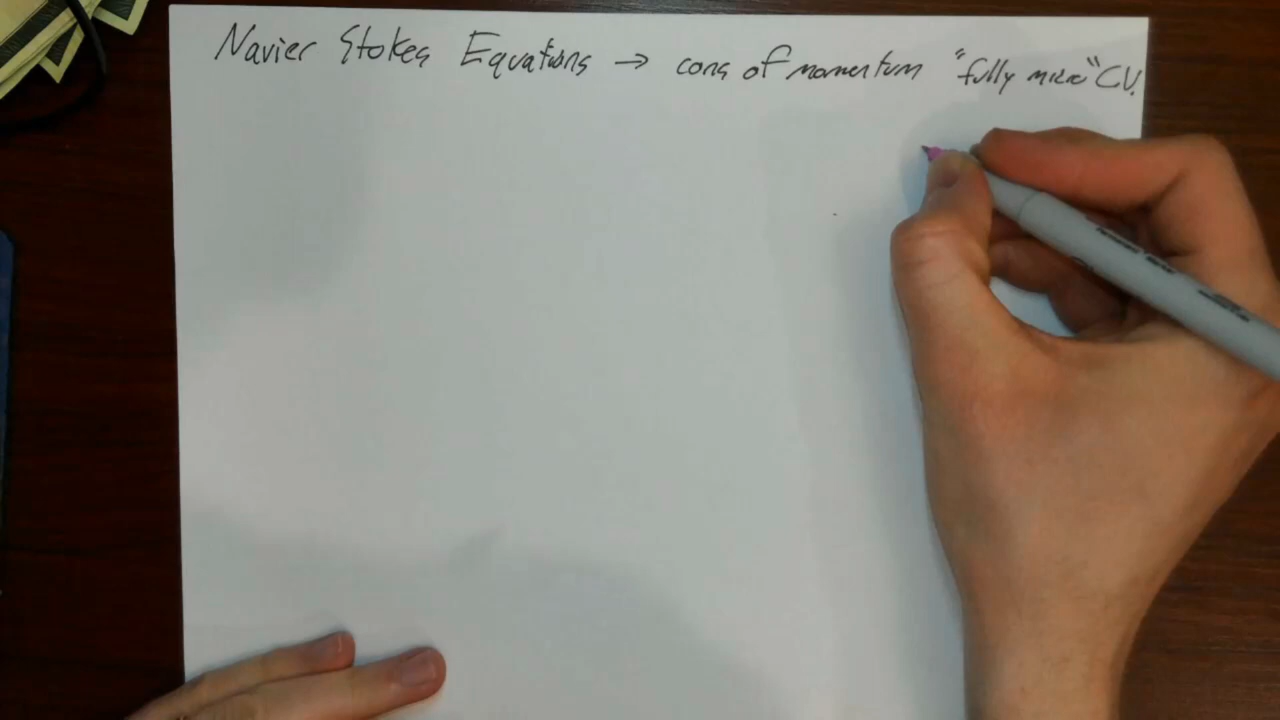 Navier Stokes Equations → cons of momentum "fully micro" CV.